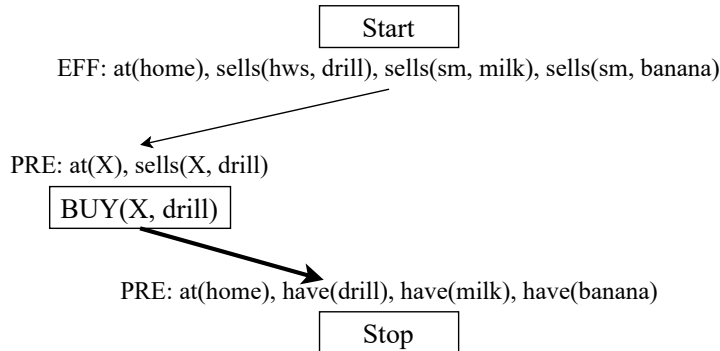 Start
EFF: at(home), sells(hws, drill), sells(sm, milk), sells(sm, banana)
PRE: at(X), sells(X, drill)
BUY(X, drill)
PRE: at(home), have(drill), have(milk), have(banana)
Stop